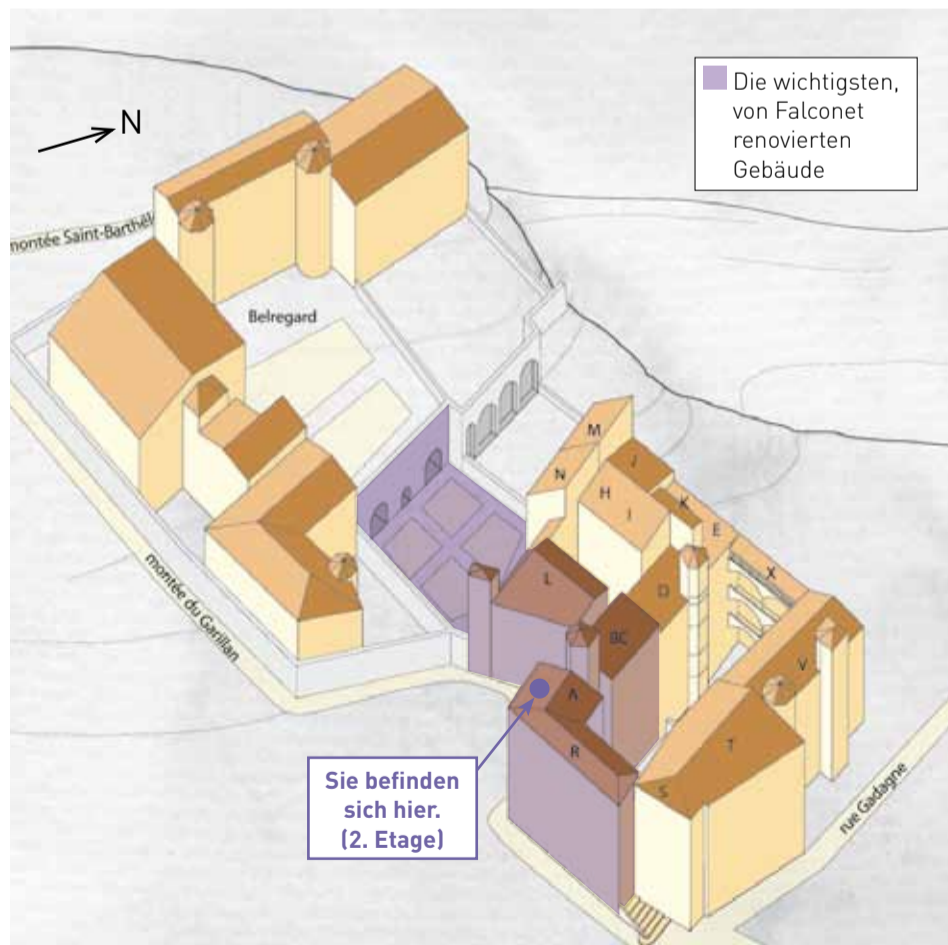 Die wichtigsten,
von Falconet
renovierten
Gebäude
N
montée Saint-Barthél
Belregard
M
N
J
H
I
K
E
X
L
D
BC
V
montée du Garillan
A
R
T
S
Sie befinden
sich hier.
(2. Etage)
rue Gadagne